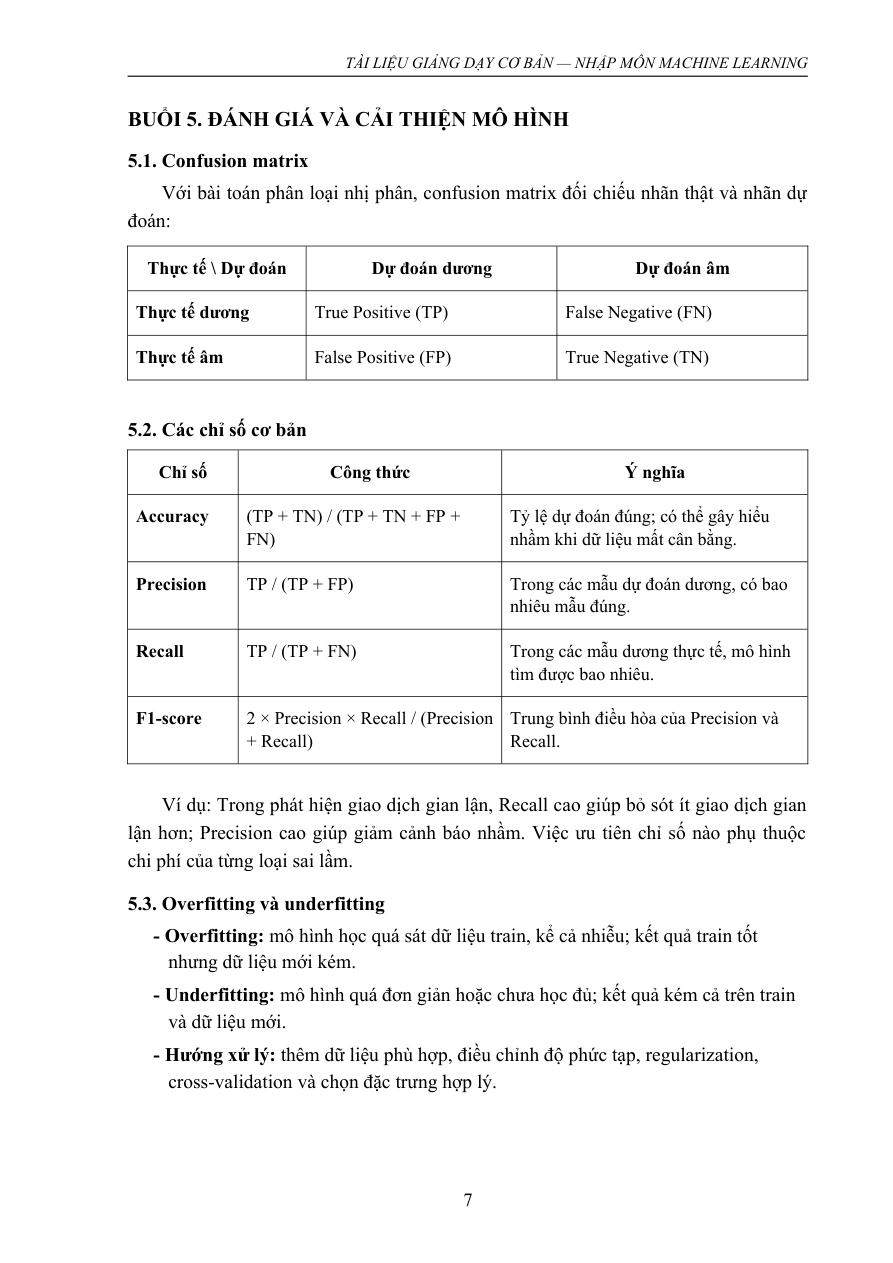 TÀI LIỆU GIẢNG DẠY CƠ BẢN — NHẬP MÔN MACHINE LEARNING
BUỔI 5. ĐÁNH GIÁ VÀ CẢI THIỆN MÔ HÌNH
5.1. Confusion matrix
Với bài toán phân loại nhị phân, confusion matrix đối chiếu nhãn thật và nhãn dự
đoán:
Thực tế \ Dự đoán Dự đoán dương Dự đoán âm
Thực tế dương True Positive (TP) False Negative (FN)
Thực tế âm False Positive (FP) True Negative (TN)
5.2. Các chỉ số cơ bản
Chỉ số Công thức Ý nghĩa
Accuracy (TP + TN) / (TP + TN + FP + Tỷ lệ dự đoán đúng; có thể gây hiểu
FN) nhầm khi dữ liệu mất cân bằng.
Precision TP / (TP + FP) Trong các mẫu dự đoán dương, có bao
nhiêu mẫu đúng.
Recall TP / (TP + FN) Trong các mẫu dương thực tế, mô hình
tìm được bao nhiêu.
F1-score 2 × Precision × Recall / (Precision Trung bình điều hòa của Precision và
+ Recall) Recall.
Ví dụ: Trong phát hiện giao dịch gian lận, Recall cao giúp bỏ sót ít giao dịch gian
lận hơn; Precision cao giúp giảm cảnh báo nhầm. Việc ưu tiên chỉ số nào phụ thuộc
chi phí của từng loại sai lầm.
5.3. Overfitting và underfitting
- Overfitting: mô hình học quá sát dữ liệu train, kể cả nhiễu; kết quả train tốt
nhưng dữ liệu mới kém.
- Underfitting: mô hình quá đơn giản hoặc chưa học đủ; kết quả kém cả trên train
và dữ liệu mới.
- Hướng xử lý: thêm dữ liệu phù hợp, điều chỉnh độ phức tạp, regularization,
cross-validation và chọn đặc trưng hợp lý.
7